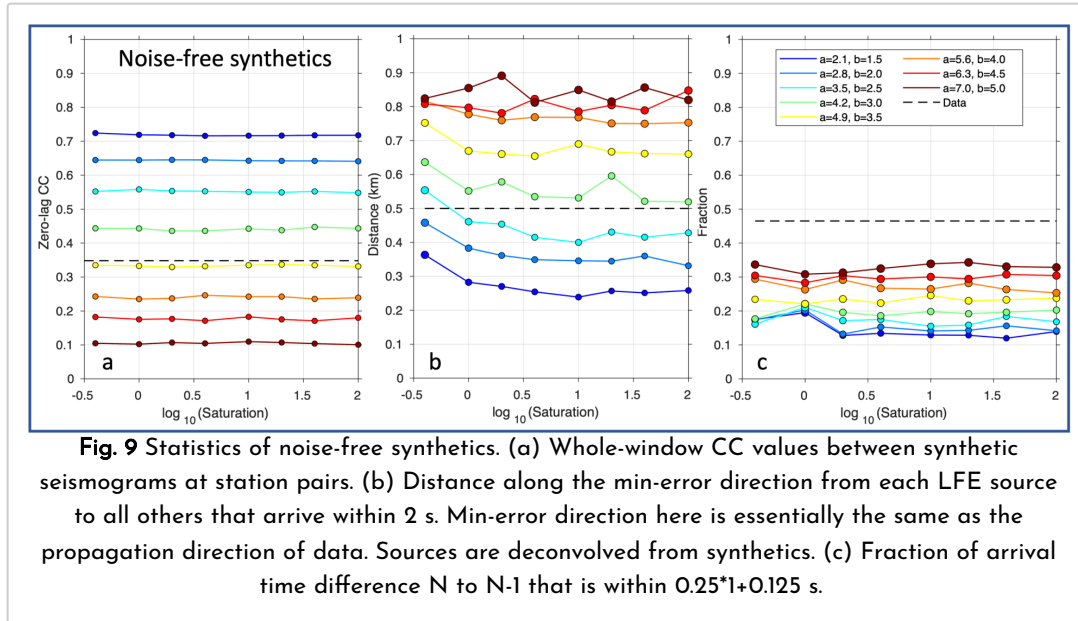 Noise-free synthetics
1
0.9
0.8
0.7
0.6
0.5
0.4
0.3
0.2
0.1
0
Zero-lag CC
a
-0.5 0 0.5 1 1.5 2
log10(Saturation)
1
0.9
0.8
0.7
0.6
0.5
0.4
0.3
0.2
0.1
0
Distance (km)
b
-0.5 0 0.5 1 1.5 2
log10(Saturation)
1
0.9
0.8
0.7
0.6
0.5
0.4
0.3
0.2
0.1
0
Fraction
a=2.1, b=1.5
a=2.8, b=2.0
a=3.5, b=2.5
a=4.2, b=3.0
a=4.9, b=3.5
a=5.6, b=4.0
a=6.3, b=4.5
a=7.0, b=5.0
Data
c
-0.5 0 0.5 1 1.5 2
log10(Saturation)
Fig. 9 Statistics of noise-free synthetics. (a) Whole-window CC values between synthetic
seismograms at station pairs. (b) Distance along the min-error direction from each LFE source
to all others that arrive within 2 s. Min-error direction here is essentially the same as the
propagation direction of data. Sources are deconvolved from synthetics. (c) Fraction of arrival
time difference N to N-1 that is within 0.25*1+0.125 s.